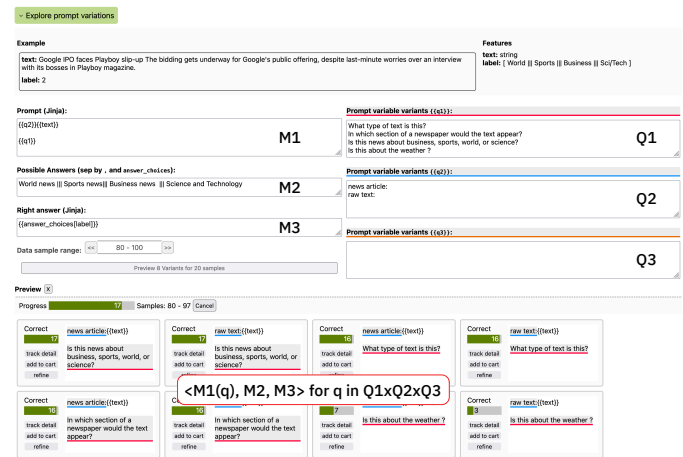 Explore prompt variations
Example
text: Google IPO faces Playboy slip-up The bidding gets underway for Google's public offering, despite last-minute worries over an interview
with its bosses in Playboy magazine.
label: 2
Features
text: string
label: [ World ||| Sports ||| Business ||| Sci/Tech ]
Prompt (Jinja):
{{q2}}{{text}}
{{q1}}
M1
Possible Answers (sep by , and answer_choices):
World news ||| Sports news||| Business news ||| Science and Technology
M2
Right answer (Jinja):
{{answer_choices[label]}}
M3
Data sample range: << 80 - 100 >>
Preview 8 Variants for 20 samples
Prompt variable variants {{q1}}:
What type of text is this?
In which section of a newspaper would the text appear?
Is this news about business, sports, world, or science?
Is this about the weather ?
Q1
Prompt variable variants {{q2}}:
news article:
raw text:
Q2
Prompt variable variants {{q3}}:
Q3
Preview X
Progress 17 Samples: 80 - 97 Cancel
Correct
17
track detail
add to cart
refine
news article:{{text}}
Is this news about
business, sports, world, or
science?
Correct
17
track detail
add to cart
refine
raw text:{{text}}
Is this news about
business, sports, world, or
science?
Correct
16
track detail
add to cart
refine
news article:{{text}}
What type of text is this?
Correct
16
track detail
add to cart
refine
raw text:{{text}}
What type of text is this?
<M1(q), M2, M3> for q in Q1xQ2xQ3
Correct
16
track detail
add to cart
refine
news article:{{text}}
In which section of a
newspaper would the text
appear?
Correct
16
track detail
add to cart
refine
In which section of a
newspaper would the text
appear?
7
track detail
add to cart
refine
Is this about the weather ?
Correct
3
track detail
add to cart
refine
raw text:{{text}}
Is this about the weather ?